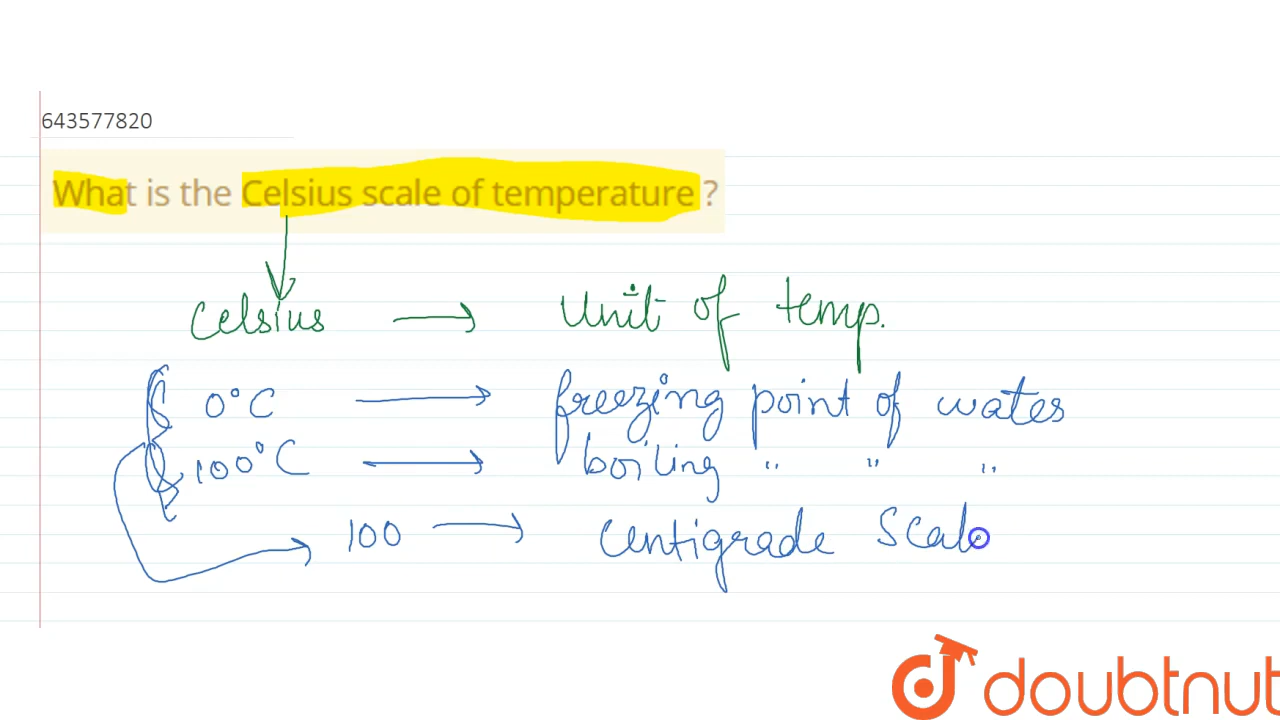 643577820
What is the Celsius scale of temperature ?
Celsius → Unit of temp.
0°C → freezing point of water
100°C → boiling " " "
100 → Centigrade Scale
doubtnut